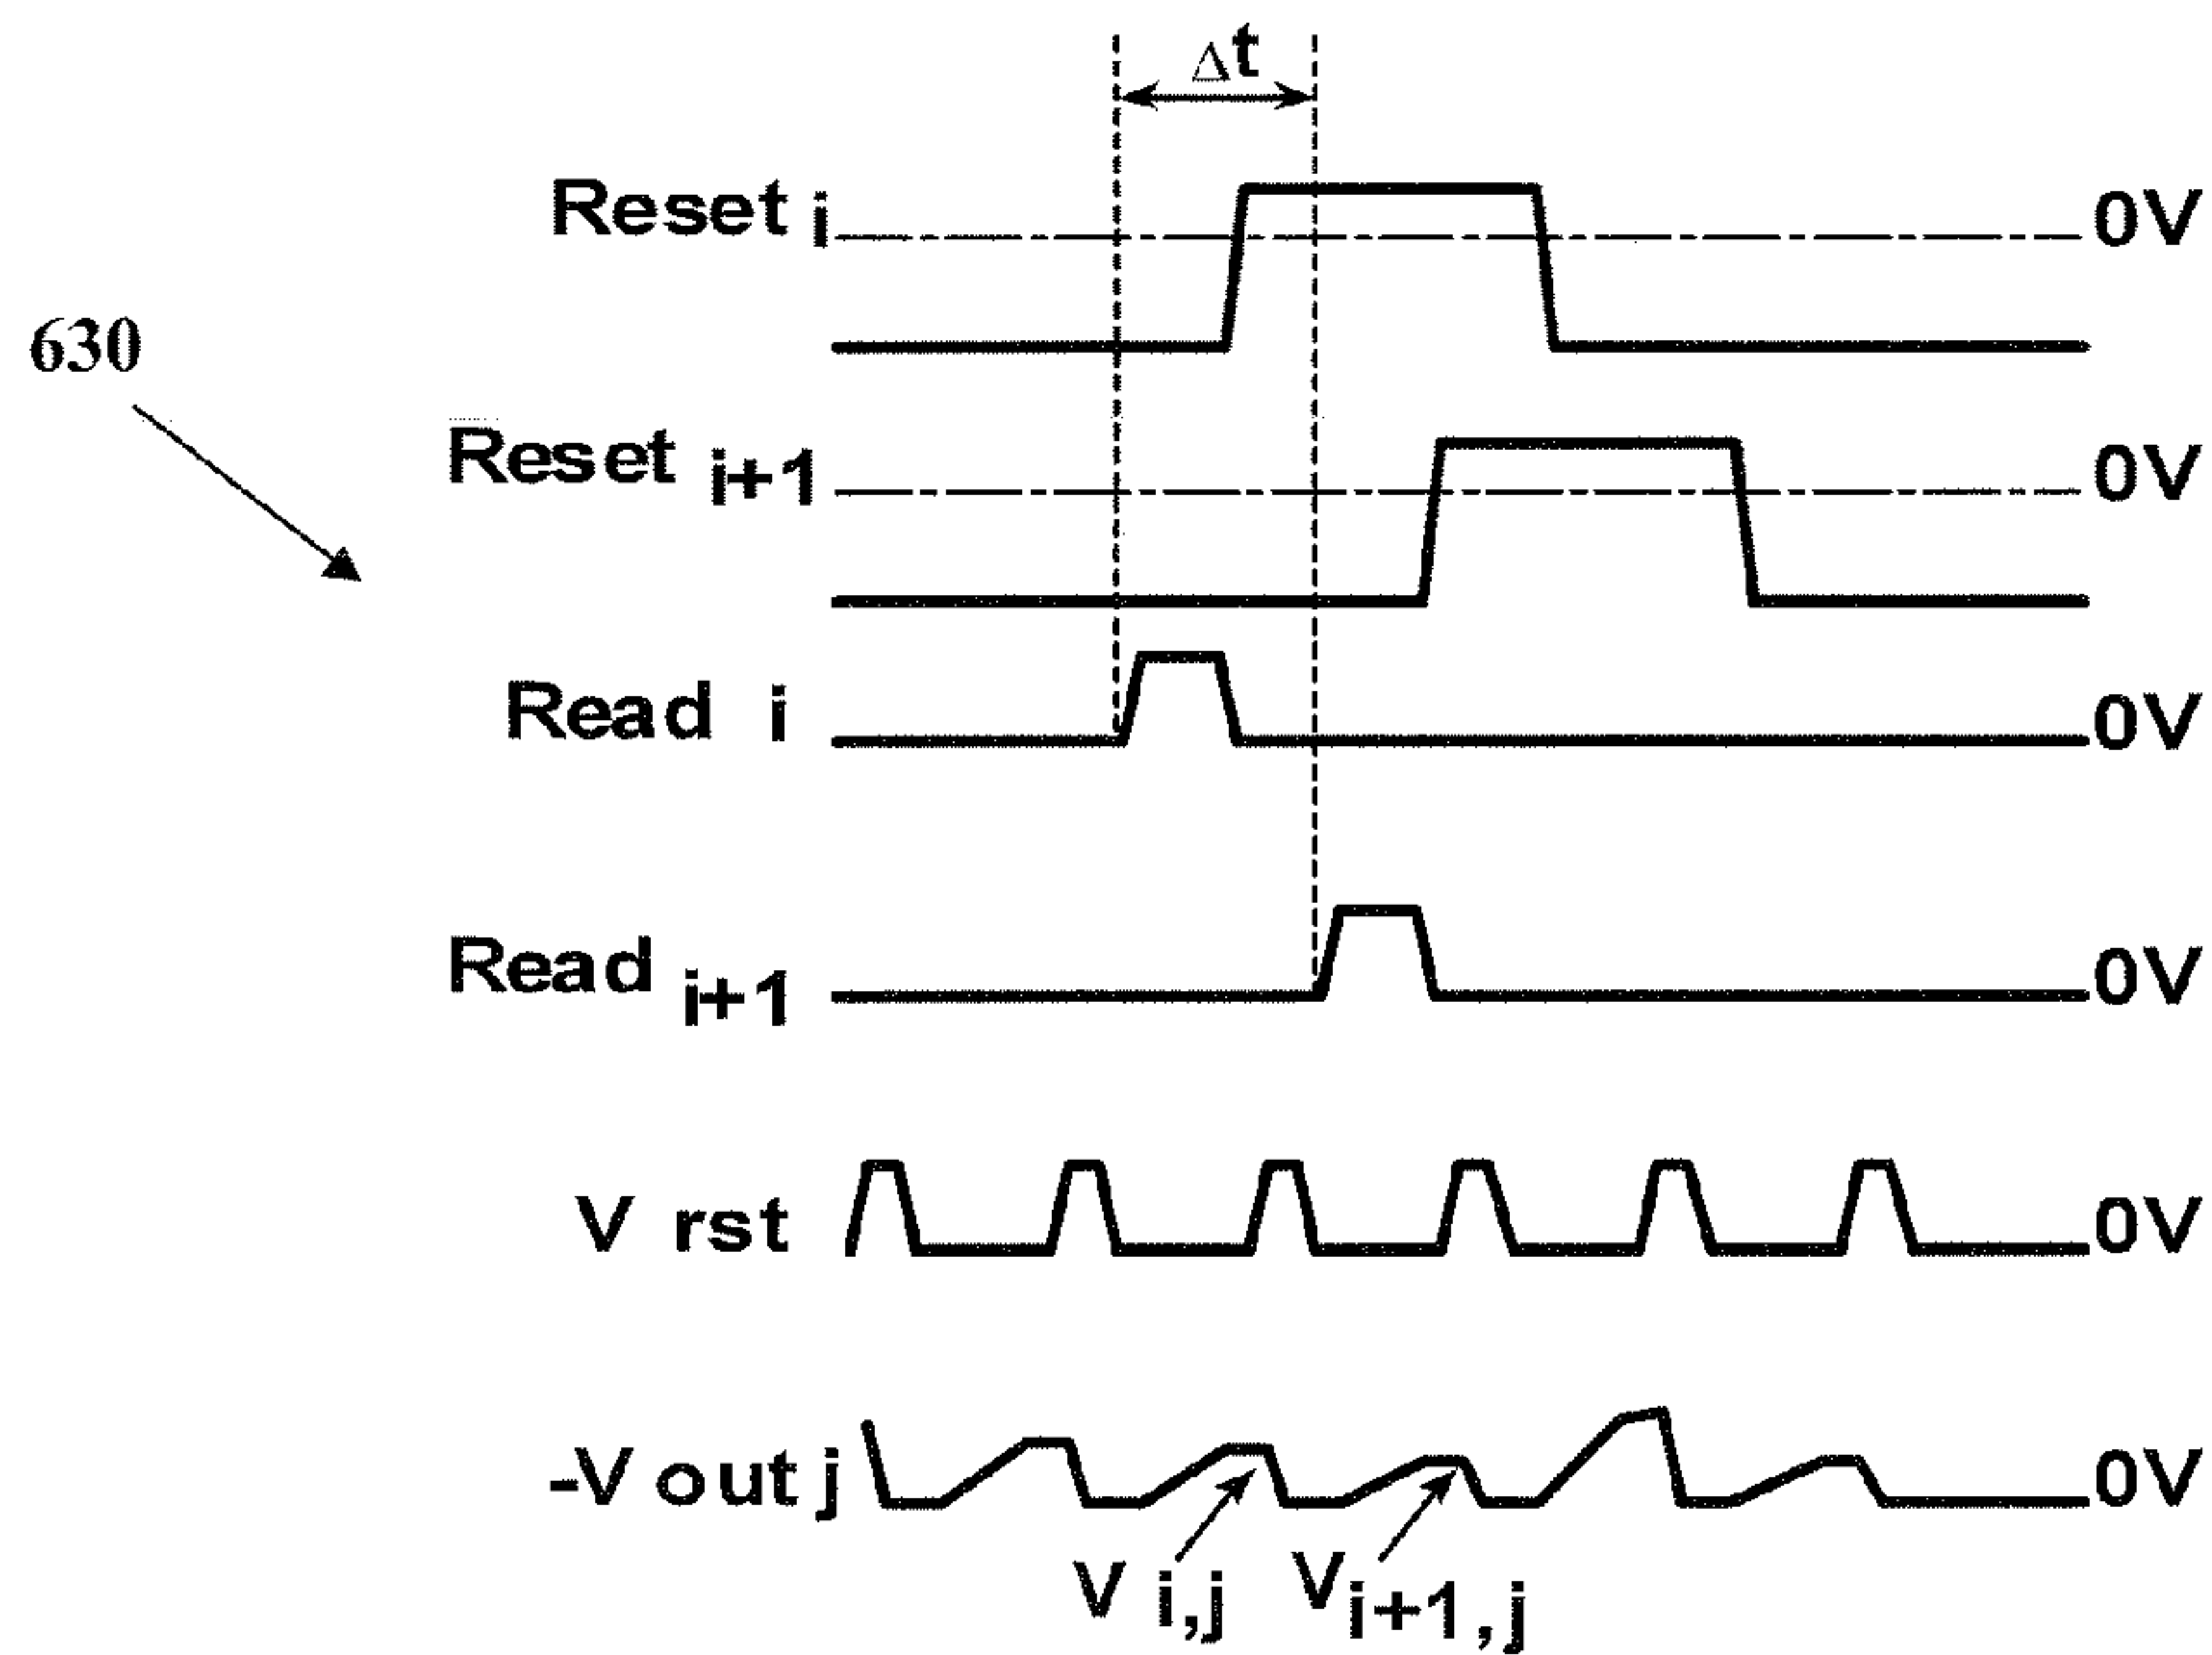 Δt
Reset i 0V
630
Reset i+1 0V
Read i 0V
Read i+1 0V
V rst 0V
-V out j 0V
V i,j V i+1,j